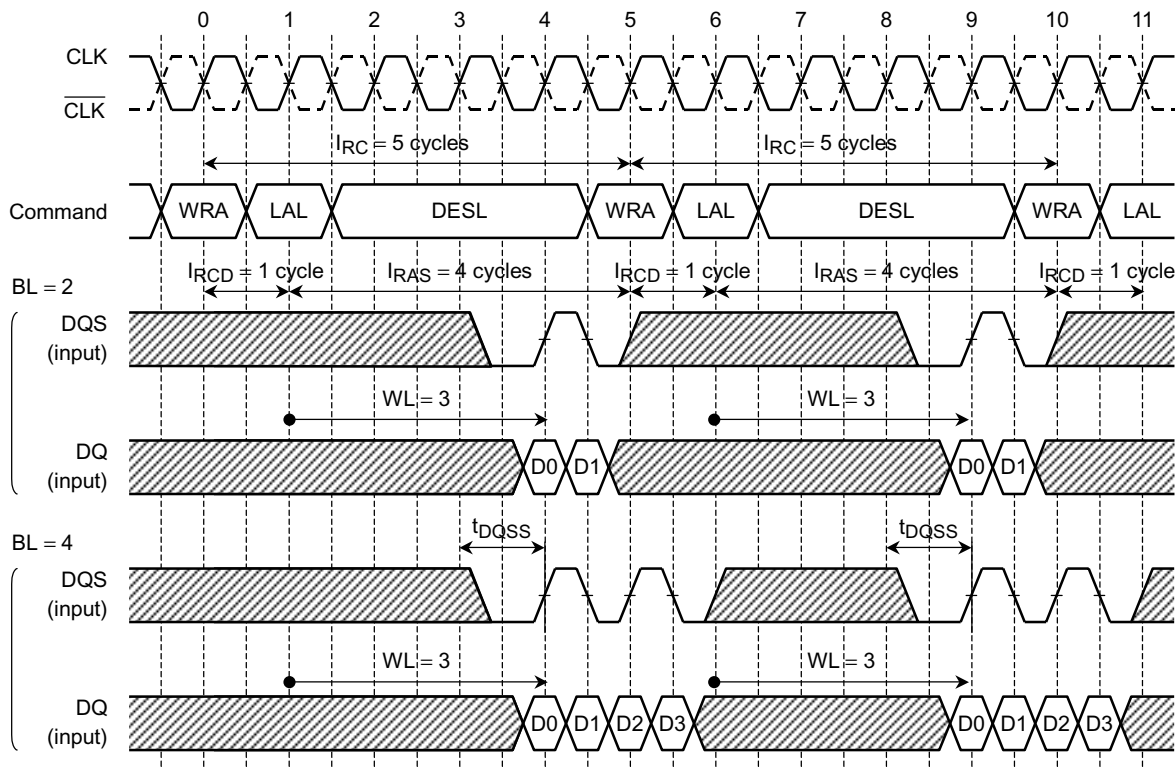 0 1 2 3 4 5 6 7 8 9 10 11
CLK
CLK
IRC = 5 cycles IRC = 5 cycles
Command WRA LAL DESL WRA LAL DESL WRA LAL
IRCD = 1 cycle IRAS = 4 cycles IRCD = 1 cycle IRAS = 4 cycles IRCD = 1 cycle
BL = 2
DQS
(input)
WL = 3 WL = 3
DQ D0 D1 D0 D1
(input)
tDQSS tDQSS
BL = 4
DQS
(input)
WL = 3 WL = 3
DQ D0 D1 D2 D3 D0 D1 D2 D3
(input)